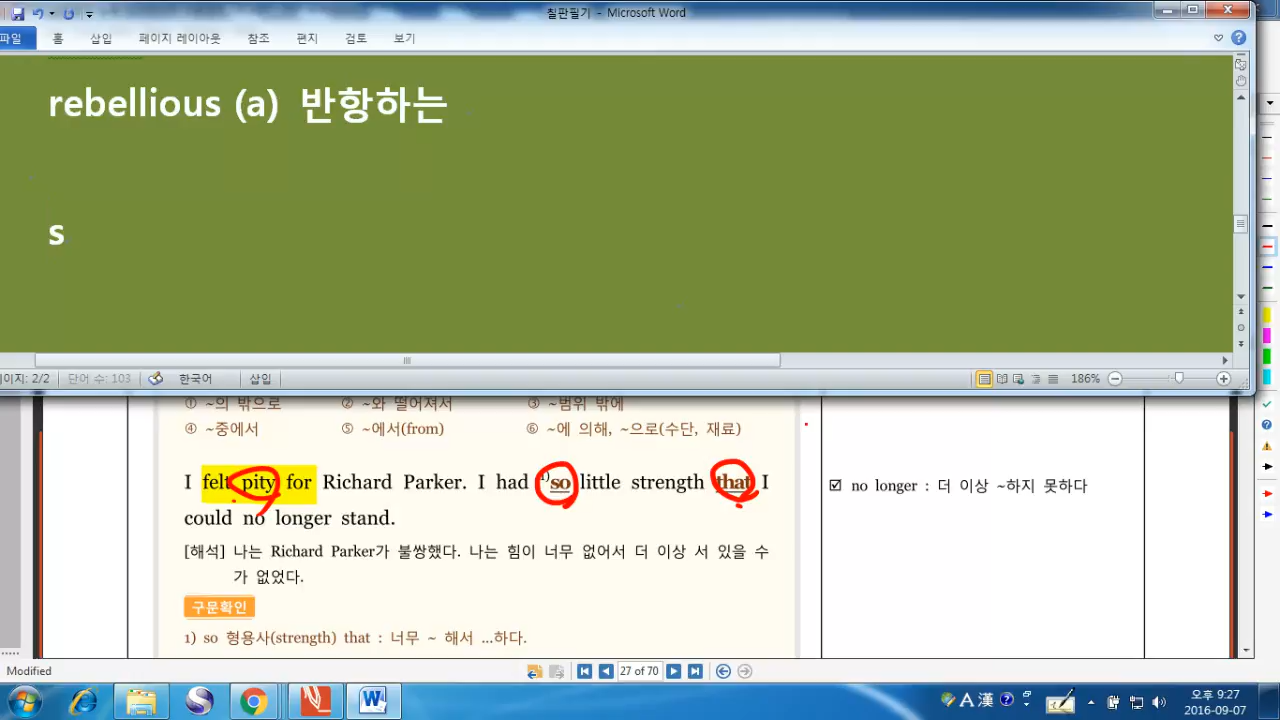 칠판필기 - Microsoft Word
파일 홈 삽입 페이지 레이아웃 참조 편지 검토 보기
rebellious (a) 반항하는
s
페이지: 2/2 단어 수: 103 한국어 삽입 186%
① ~의 밖으로 ② ~와 떨어져서 ③ ~범위 밖에
④ ~중에서 ⑤ ~에서(from) ⑥ ~에 의해, ~으로(수단, 재료)
I felt pity for Richard Parker. I had 1)so little strength that I
could no longer stand.
☑ no longer : 더 이상 ~하지 못하다
[해석] 나는 Richard Parker가 불쌍했다. 나는 힘이 너무 없어서 더 이상 서 있을 수
가 없었다.
구문확인
1) so 형용사(strength) that : 너무 ~ 해서 ...하다.
Modified 27 of 70
A 漢 오후 9:27
2016-09-07